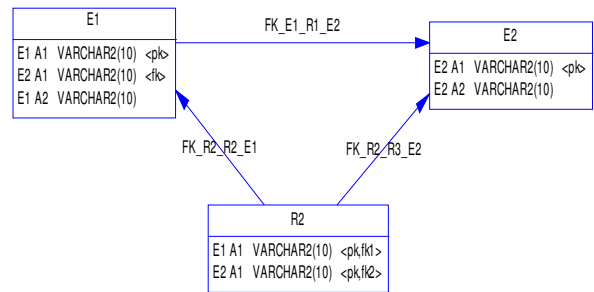 E1
E1 A1 VARCHAR2(10) <pk>
E2 A1 VARCHAR2(10) <fk>
E1 A2 VARCHAR2(10)
FK_E1_R1_E2
E2
E2 A1 VARCHAR2(10) <pk>
E2 A2 VARCHAR2(10)
FK_R2_R2_E1
FK_R2_R3_E2
R2
E1 A1 VARCHAR2(10) <pk,fk1>
E2 A1 VARCHAR2(10) <pk,fk2>